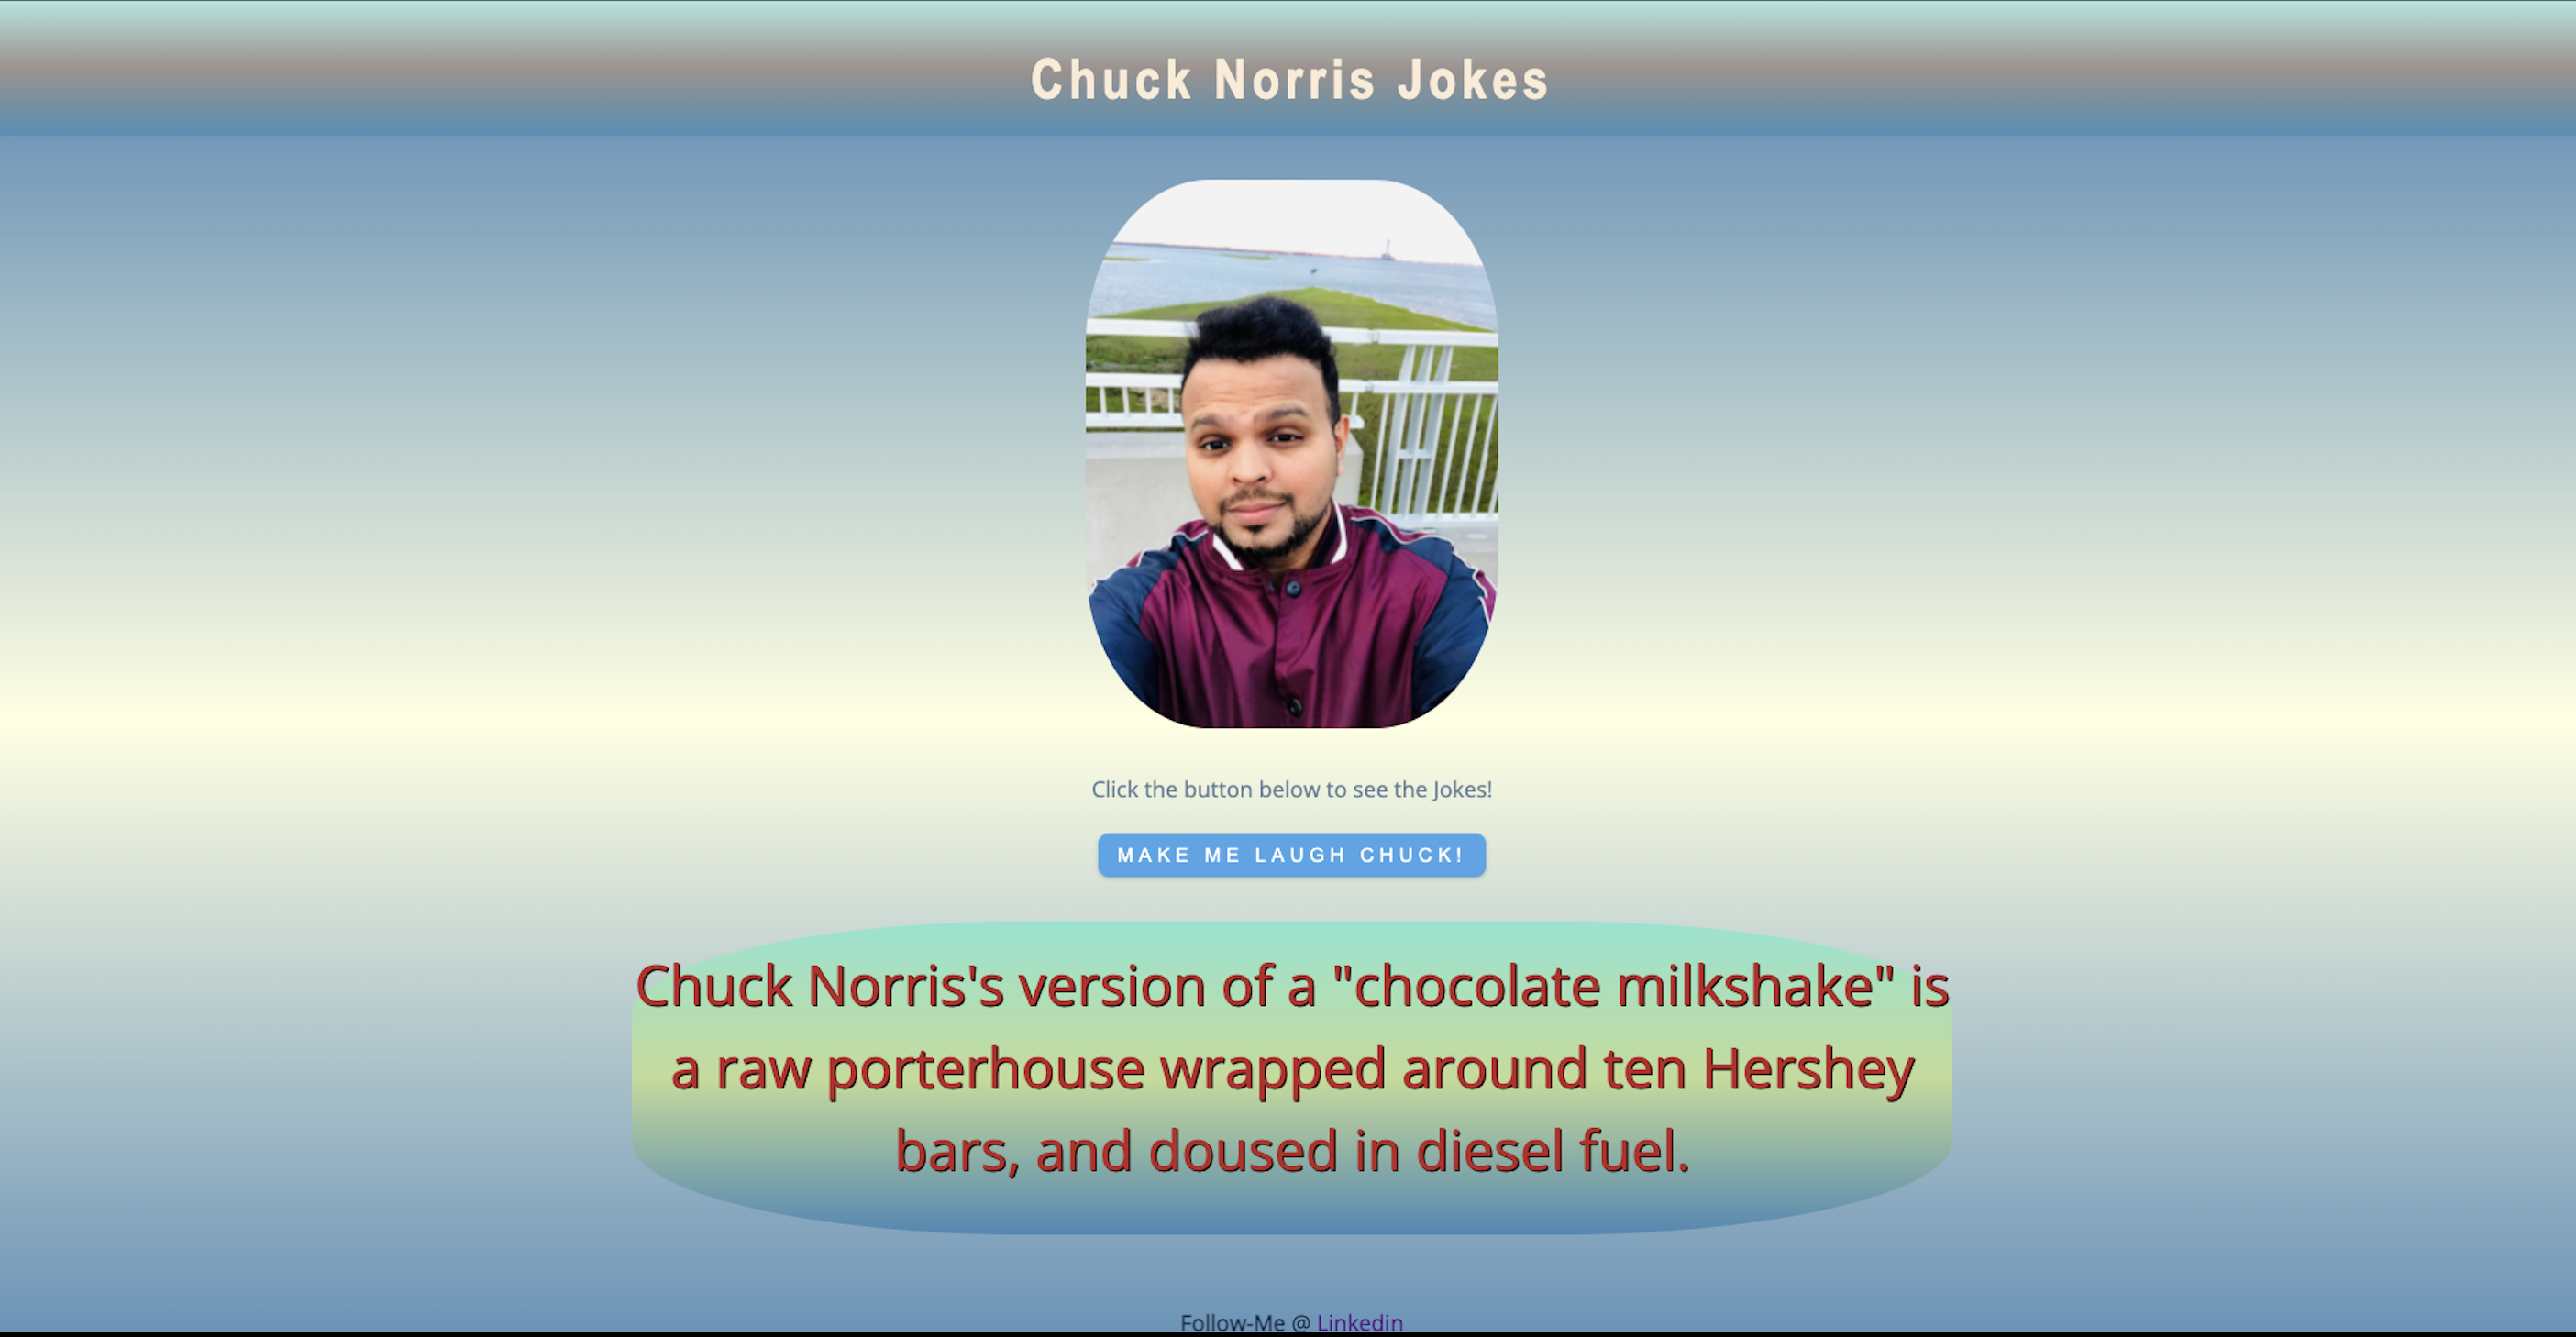 Chuck Norris Jokes
Click the button below to see the Jokes!
MAKE ME LAUGH CHUCK!
Chuck Norris's version of a "chocolate milkshake" is
a raw porterhouse wrapped around ten Hershey
bars, and doused in diesel fuel.
Follow-Me @ Linkedin